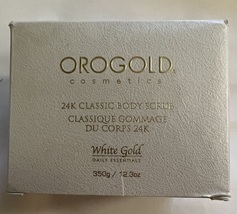 OROGOLD®
cosmetics
24K CLASSIC BODY SCRUB
CLASSIQUE GOMMAGE
DU CORPS 24K
White Gold
DAILY ESSENTIALS
350g / 12.3oz